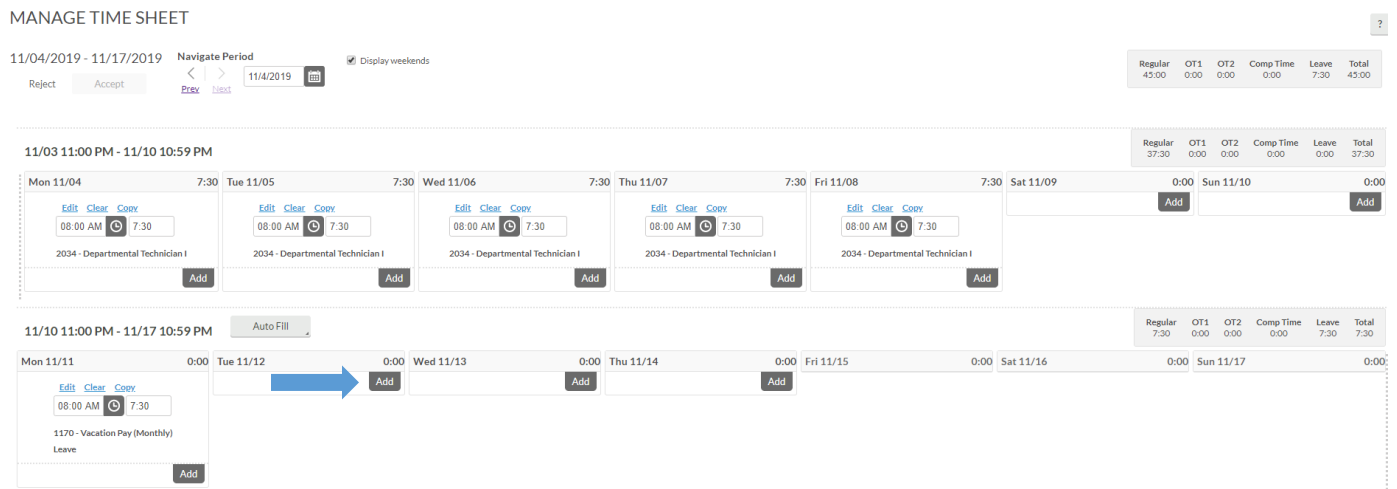 MANAGE TIME SHEET
?
11/04/2019 - 11/17/2019 Navigate Period Display weekends
Reject Accept Prev Next 11/4/2019
Regular OT1 OT2 Comp Time Leave Total
45:00 0:00 0:00 0:00 7:30 45:00
11/03 11:00 PM - 11/10 10:59 PM
Regular OT1 OT2 Comp Time Leave Total
37:30 0:00 0:00 0:00 0:00 37:30
Mon 11/04 7:30 Tue 11/05 7:30 Wed 11/06 7:30 Thu 11/07 7:30 Fri 11/08 7:30 Sat 11/09 0:00 Sun 11/10 0:00
Add Add
Edit Clear Copy Edit Clear Copy Edit Clear Copy Edit Clear Copy Edit Clear Copy
08:00 AM 7:30 08:00 AM 7:30 08:00 AM 7:30 08:00 AM 7:30 08:00 AM 7:30
2034 - Departmental Technician I 2034 - Departmental Technician I 2034 - Departmental Technician I 2034 - Departmental Technician I 2034 - Departmental Technician I
Add Add Add Add Add
11/10 11:00 PM - 11/17 10:59 PM Auto Fill
Regular OT1 OT2 Comp Time Leave Total
7:30 0:00 0:00 0:00 7:30 7:30
Mon 11/11 0:00 Tue 11/12 0:00 Wed 11/13 0:00 Thu 11/14 0:00 Fri 11/15 0:00 Sat 11/16 0:00 Sun 11/17 0:00
Add Add Add
Edit Clear Copy
08:00 AM 7:30
1170 - Vacation Pay (Monthly)
Leave
Add